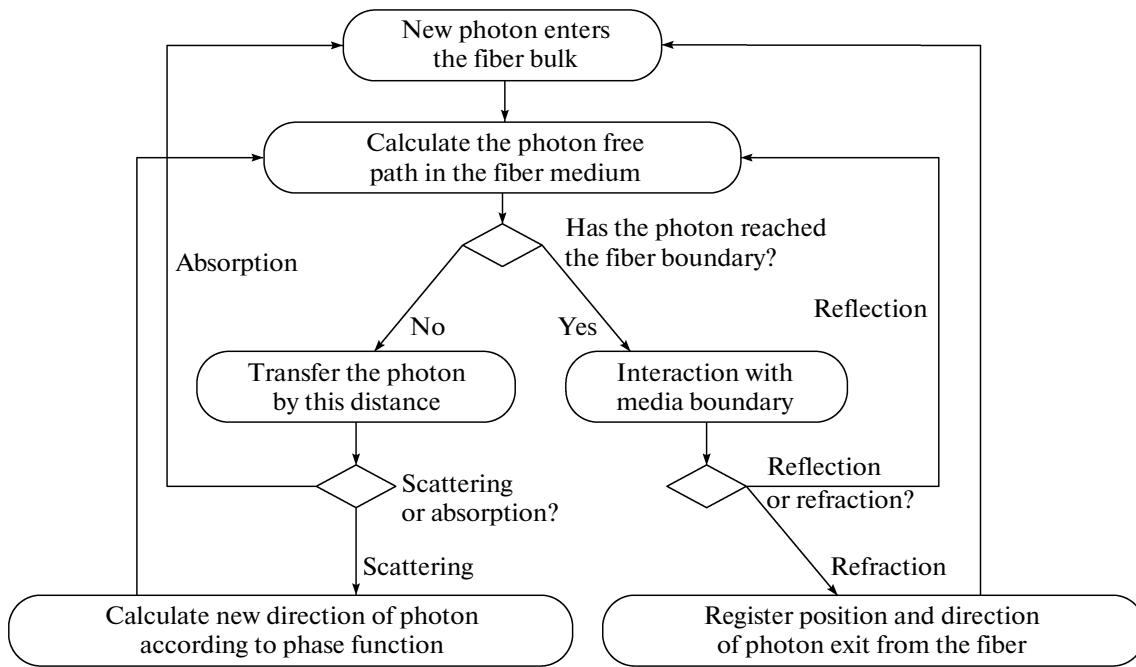 New photon enters
the fiber bulk
Calculate the photon free
path in the fiber medium
Has the photon reached
the fiber boundary?
Absorption
Reflection
No
Yes
Transfer the photon
by this distance
Interaction with
media boundary
Scattering
or absorption?
Reflection
or refraction?
Scattering
Refraction
Calculate new direction of photon
according to phase function
Register position and direction
of photon exit from the fiber